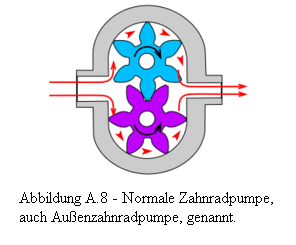 Abbildung A.8 - Normale Zahnradpumpe,
auch Außenzahnradpumpe, genannt.